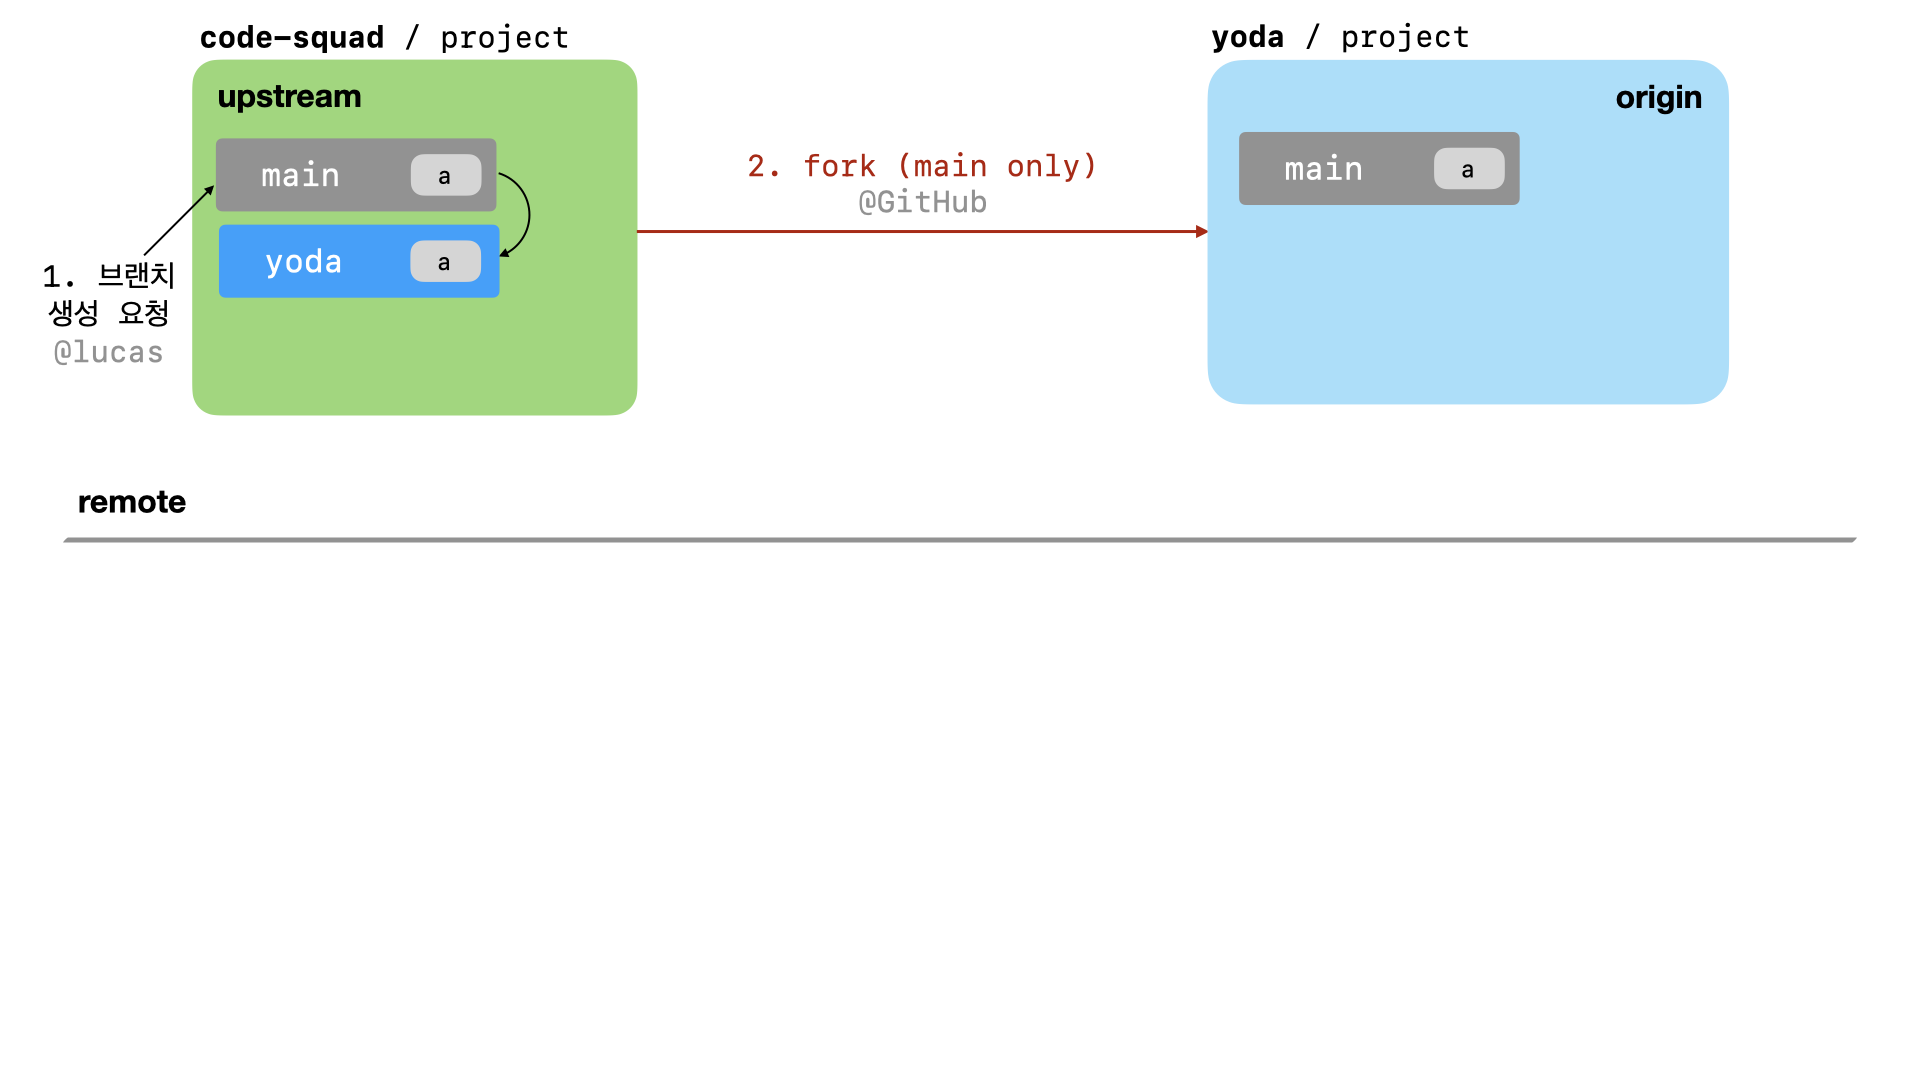 code-squad / project
upstream
main a
yoda a
1. 브랜치
생성 요청
@lucas
2. fork (main only)
@GitHub
yoda / project
origin
main a
remote